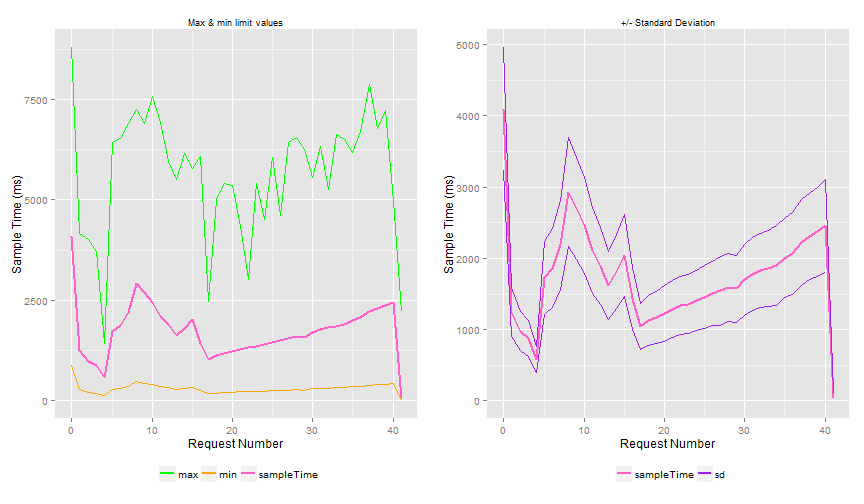 Max & min limit values
Sample Time (ms)
7500
5000
2500
0
0 10 20 30 40
Request Number
max min sampleTime
+/- Standard Deviation
Sample Time (ms)
5000
4000
3000
2000
1000
0
0 10 20 30 40
Request Number
sampleTime sd